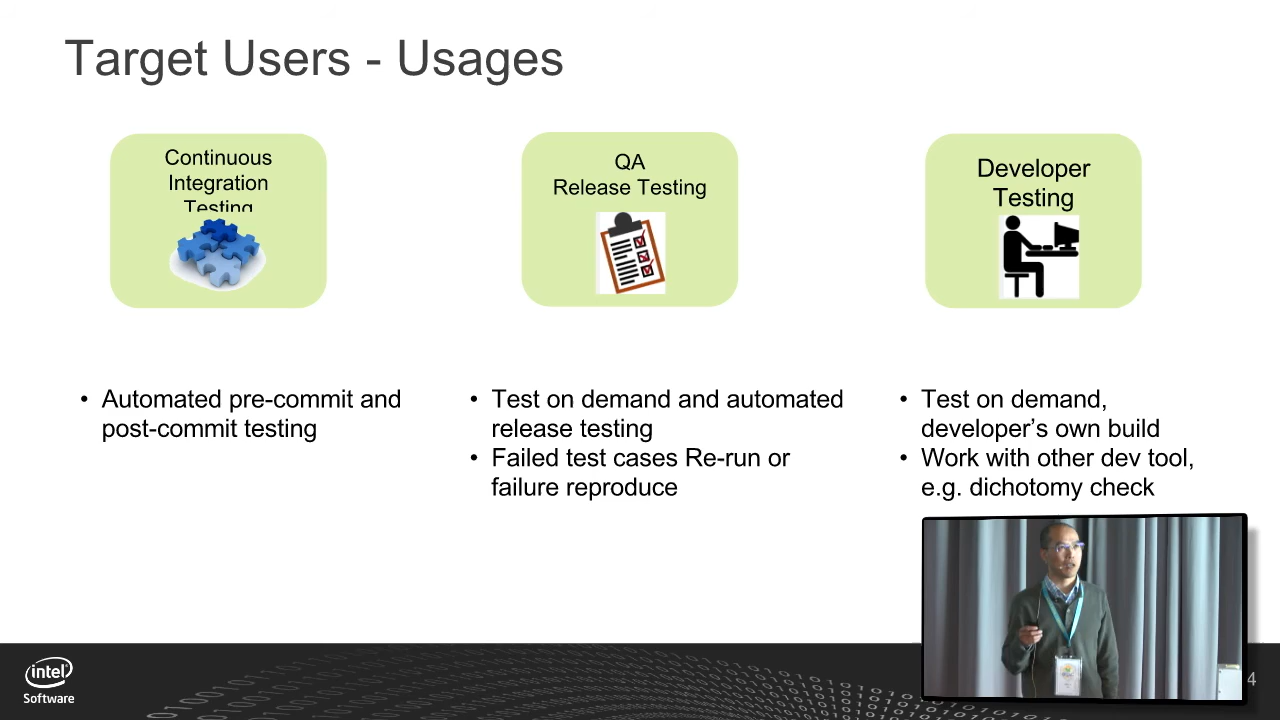 Target Users - Usages
Continuous
Integration
Testing
QA
Release Testing
Developer
Testing
• Automated pre-commit and
post-commit testing
• Test on demand and automated
release testing
• Failed test cases Re-run or
failure reproduce
• Test on demand,
developer’s own build
• Work with other dev tool,
e.g. dichotomy check
intel
Software
4